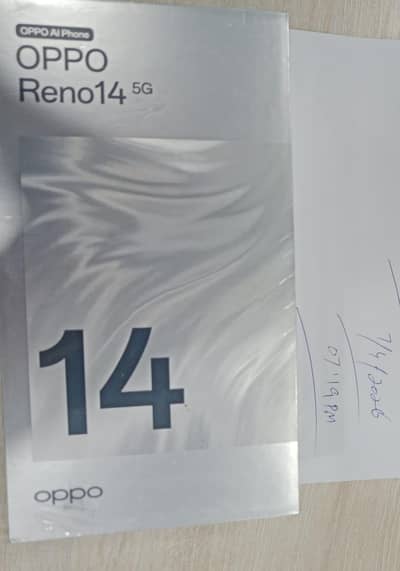 OPPO AI Phone
OPPO
Reno14 5G
14
oppo
7/4/2026
07:19 PM